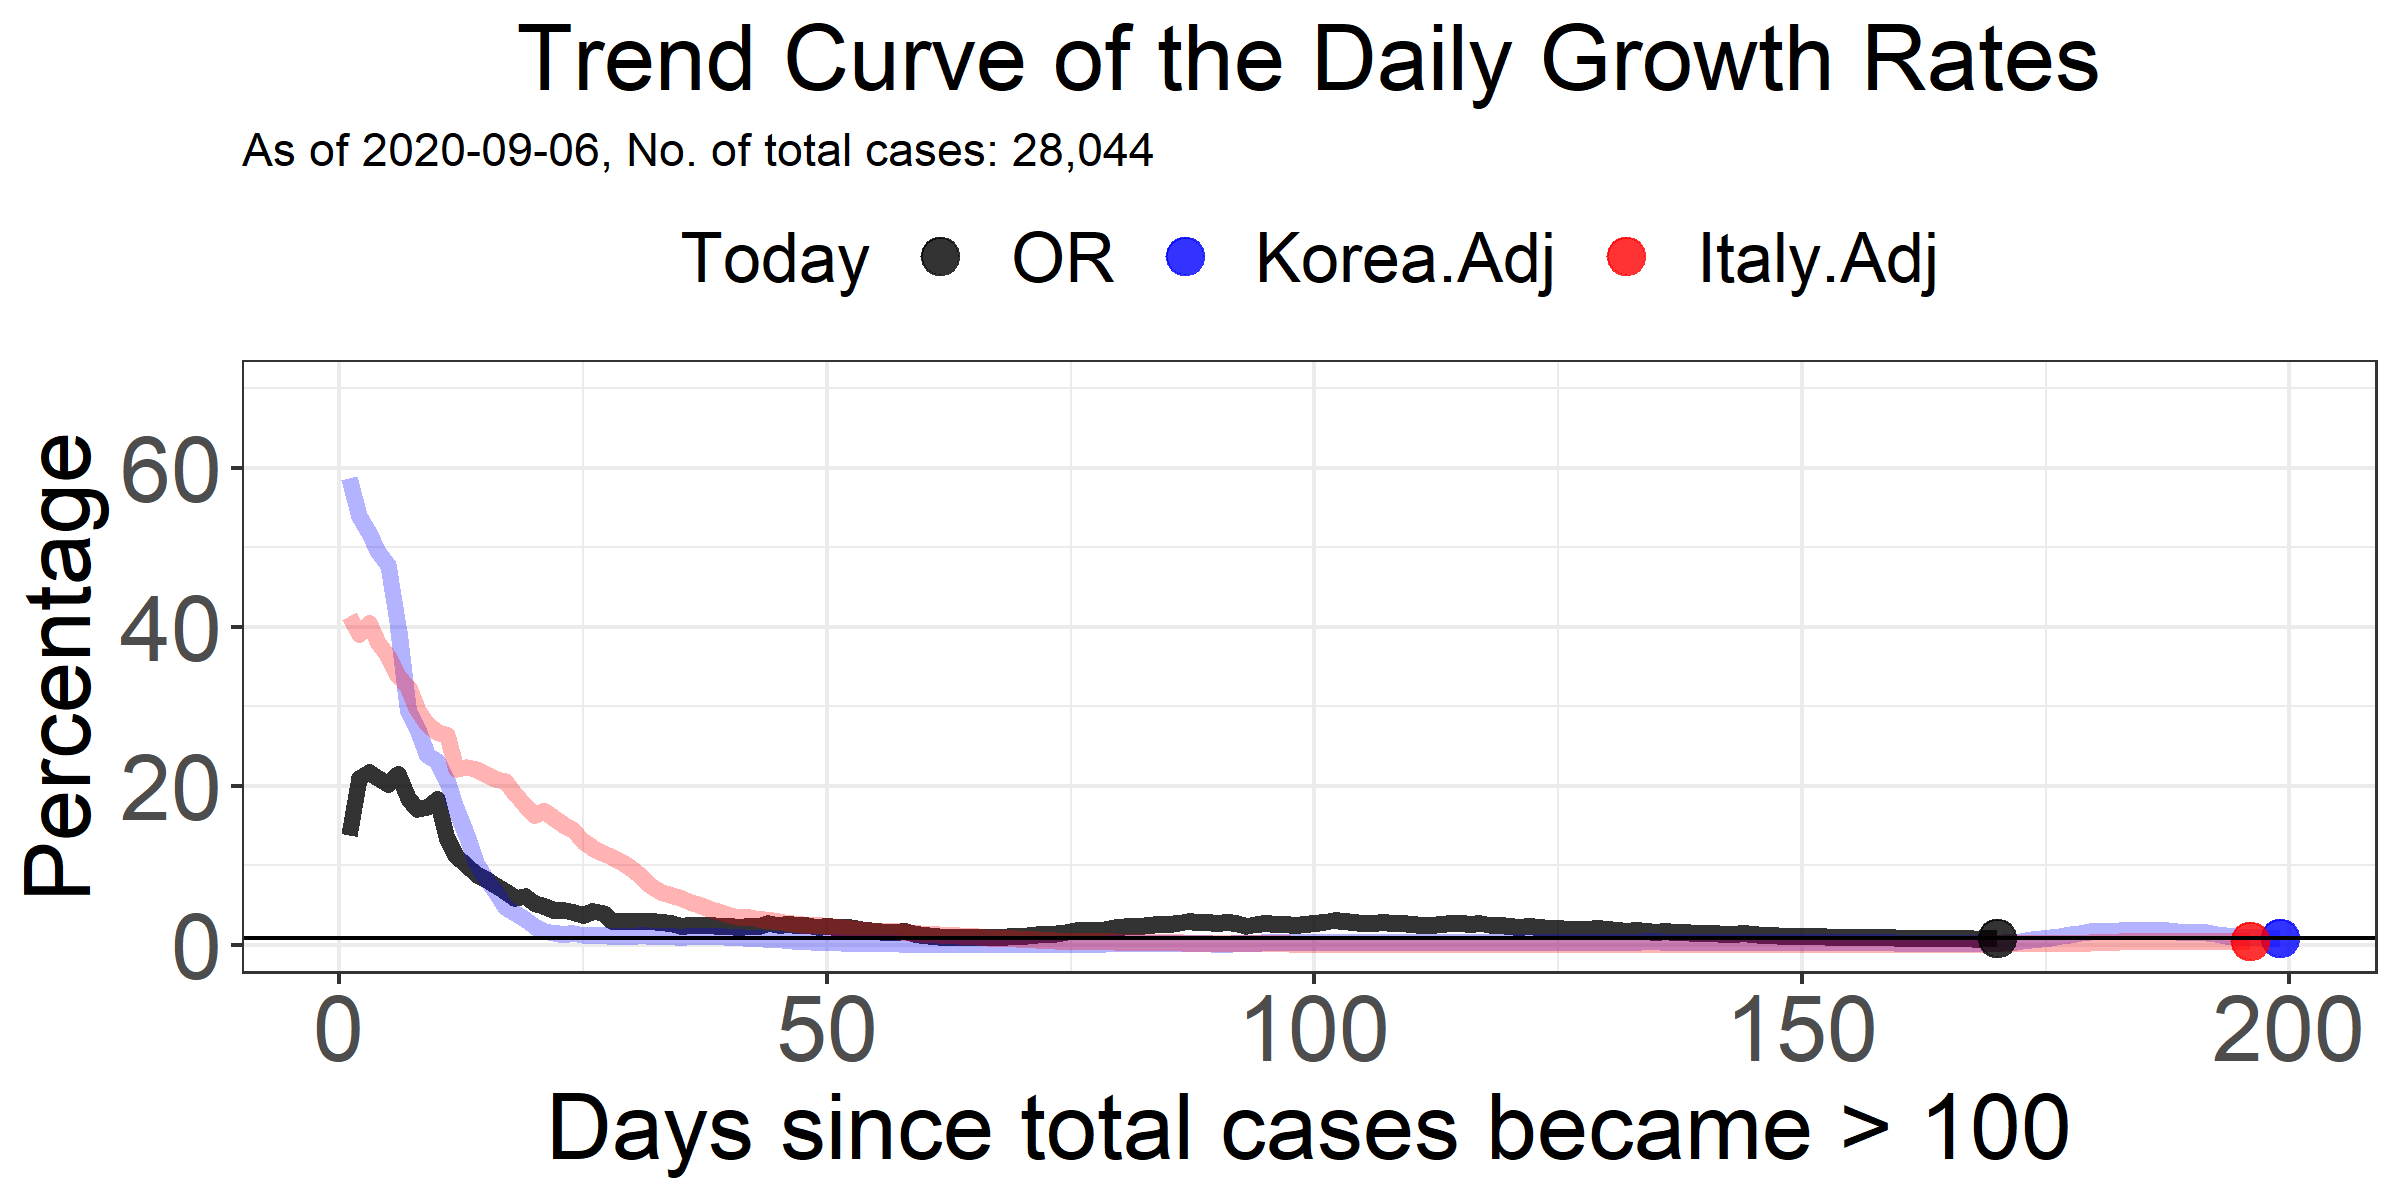 Trend Curve of the Daily Growth Rates
As of 2020-09-06, No. of total cases: 28,044
Today OR Korea.Adj Italy.Adj
Percentage
60
40
20
0
0 50 100 150 200
Days since total cases became > 100